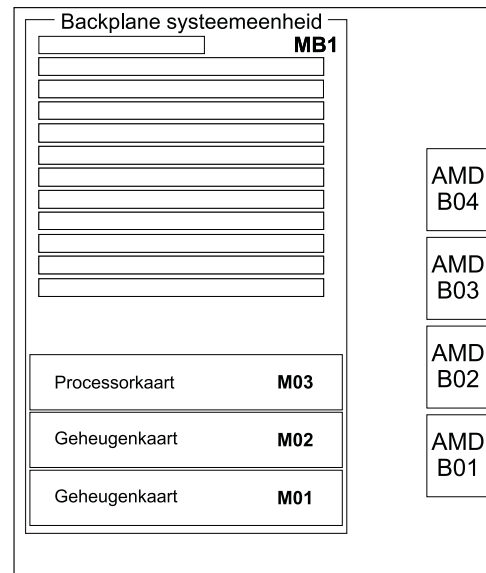 Backplane systeemeenheid
MB1
AMD
B04
AMD
B03
AMD
B02
AMD
B01
Processorkaart M03
Geheugenkaart M02
Geheugenkaart M01